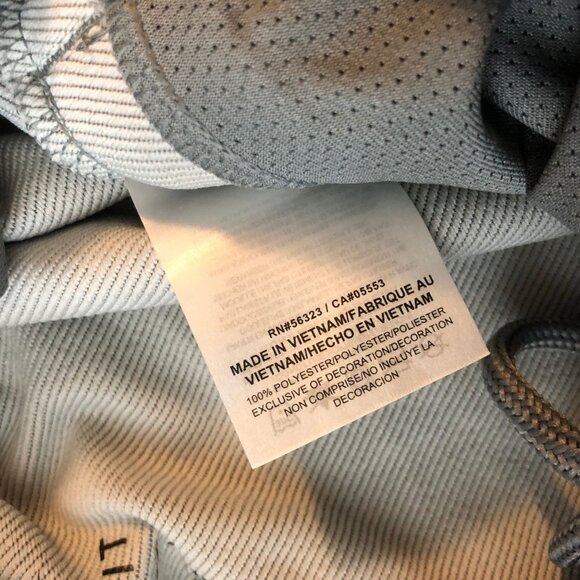 RN#56323 / CA#05553
MADE IN VIETNAM/FABRIQUE AU
VIETNAM/HECHO EN VIETNAM
100% POLYESTER/POLYESTER/POLIESTER
EXCLUSIVE OF DECORATION/DECORATION
NON COMPRISE/NO INCLUYE LA
DECORACION
IT